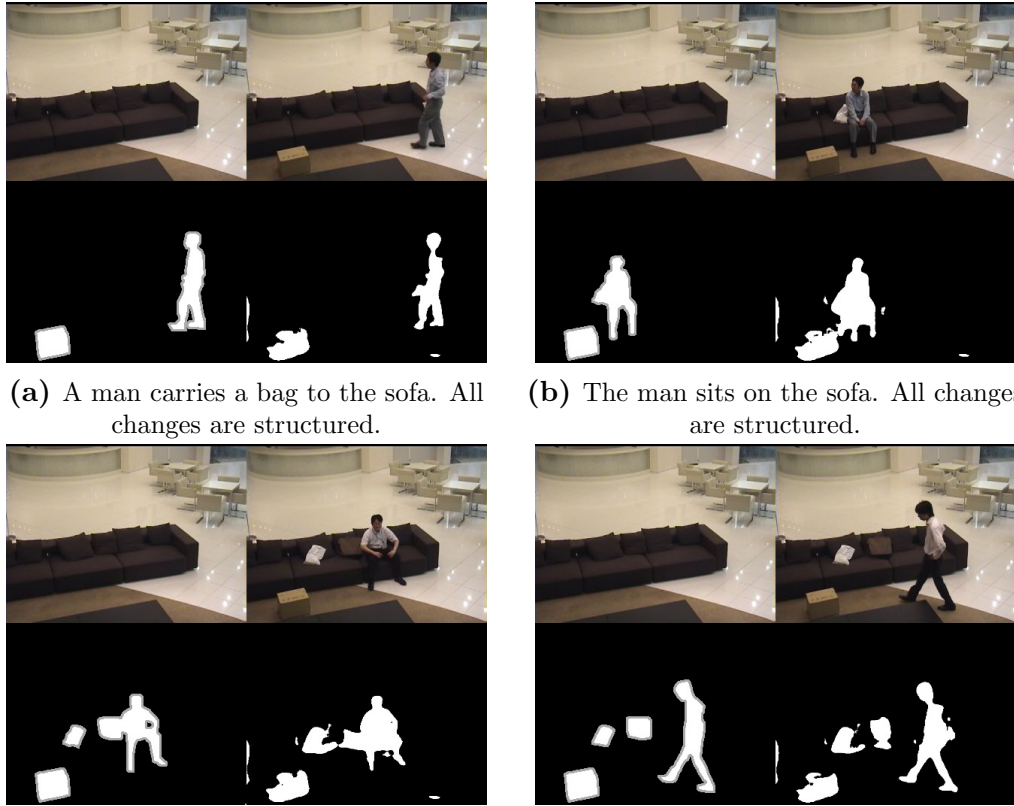 (a) A man carries a bag to the sofa. All
changes are structured.
(b) The man sits on the sofa. All changes
are structured.